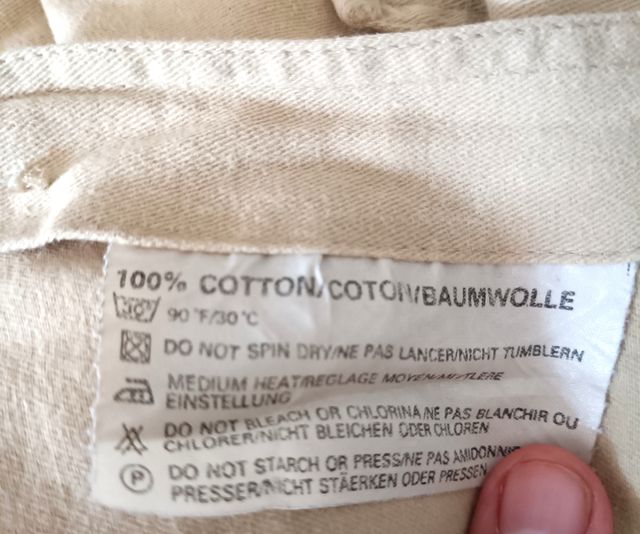 100% COTTON/COTON/BAUMWOLLE
90°F/30°C
DO NOT SPIN DRY/NE PAS LANCER/NICHT TUMBLERN
MEDIUM HEAT/REGLAGE MOYEN/MITTLERE
EINSTELLUNG
DO NOT BLEACH OR CHLORINA/NE PAS BLANCHIR OU
CHLORER/NICHT BLEICHEN ODER CHLOREN
P DO NOT STARCH OR PRESS/NE PAS
PRESSER/NICHT STÄERKEN ODER PRESSEN